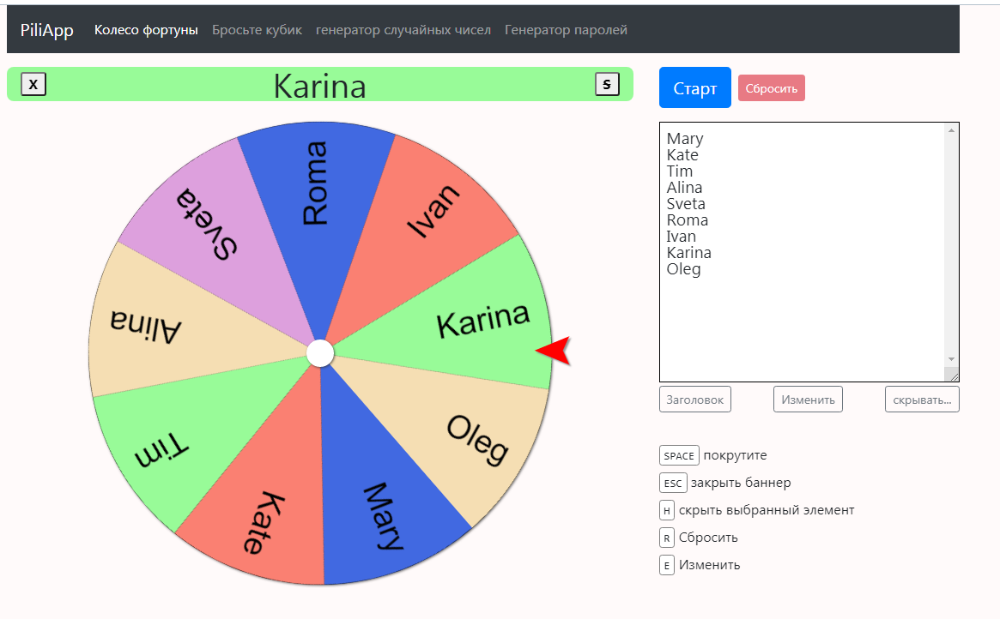 PiliApp Колесо фортуны Бросьте кубик генератор случайных чисел Генератор паролей
X Karina S
Старт Сбросить
Roma
Ivan
Karina
Oleg
Mary
Kate
Tim
Alina
Sveta
Mary
Kate
Tim
Alina
Sveta
Roma
Ivan
Karina
Oleg
Заголовок Изменить скрывать...
SPACE покрутите
ESC закрыть баннер
H скрыть выбранный элемент
R Сбросить
E Изменить